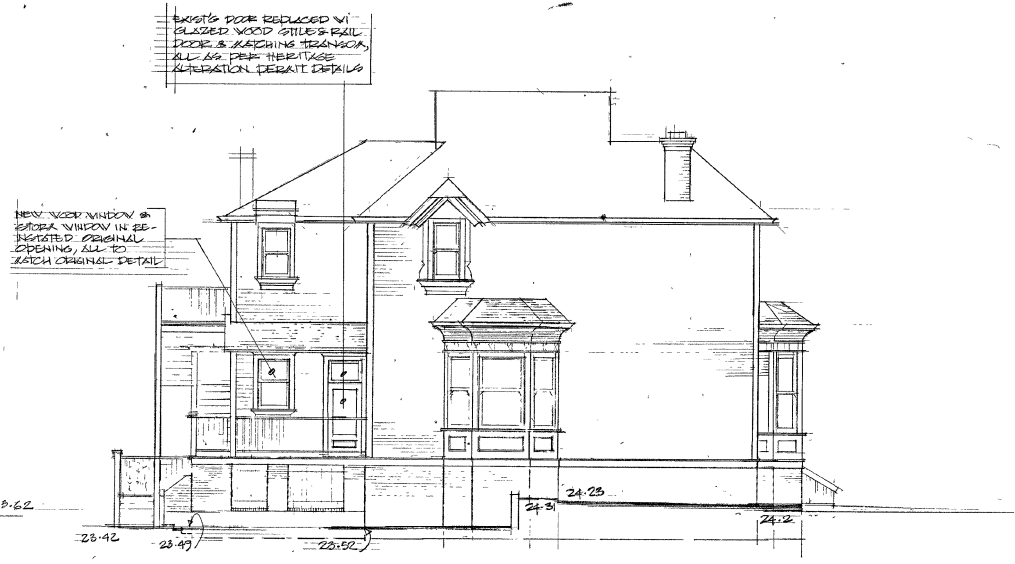 EXIST'G DOOR REPLACED W/
GLAZED WOOD STILE & RAIL
DOOR & MATCHING TRANSOM,
ALL AS PER HERITAGE
ALTERATION PERMIT DETAILS
NEW WOOD WINDOW &
STORM WINDOW IN RE-
INSTATED ORIGINAL
OPENING, ALL TO
MATCH ORIGINAL DETAIL
3.62
23.42
23.49
23.52
24.31
24.23
24.2